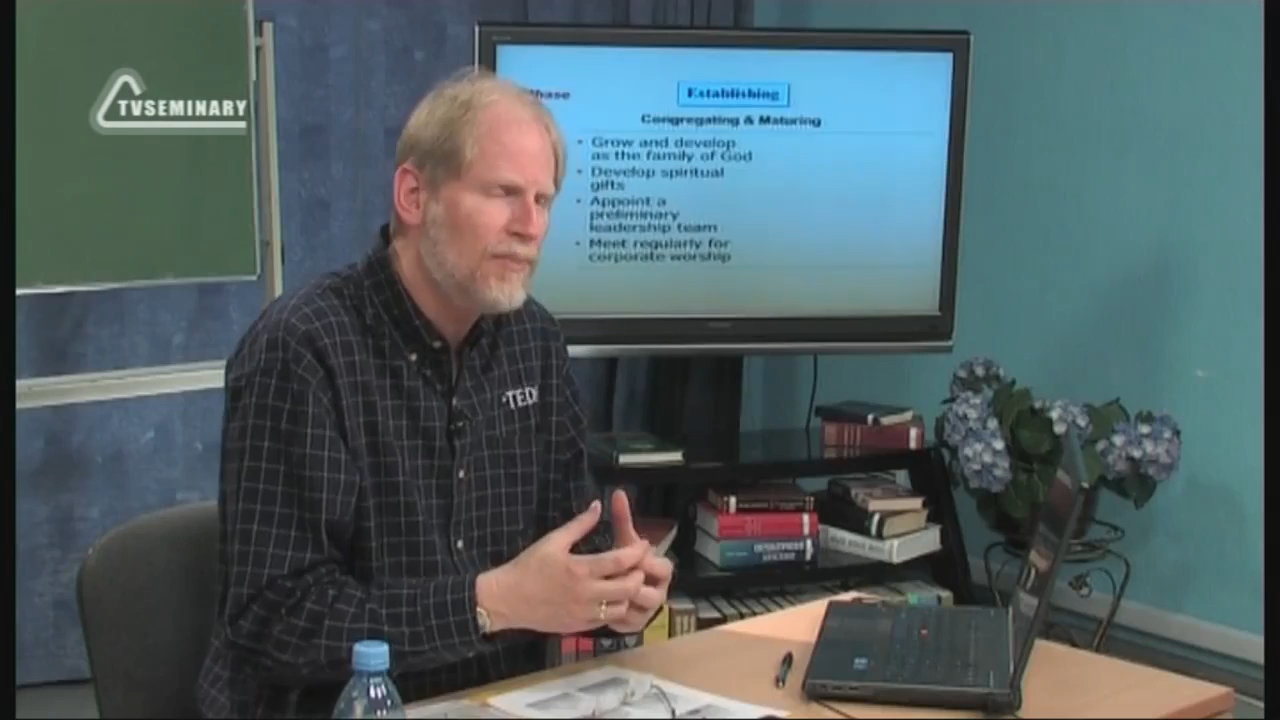 TVSEMINARY
Phase
Establishing
Congregating & Maturing
• Grow and develop
as the family of God
• Develop spiritual
gifts
• Appoint a
preliminary
leadership team
• Meet regularly for
corporate worship